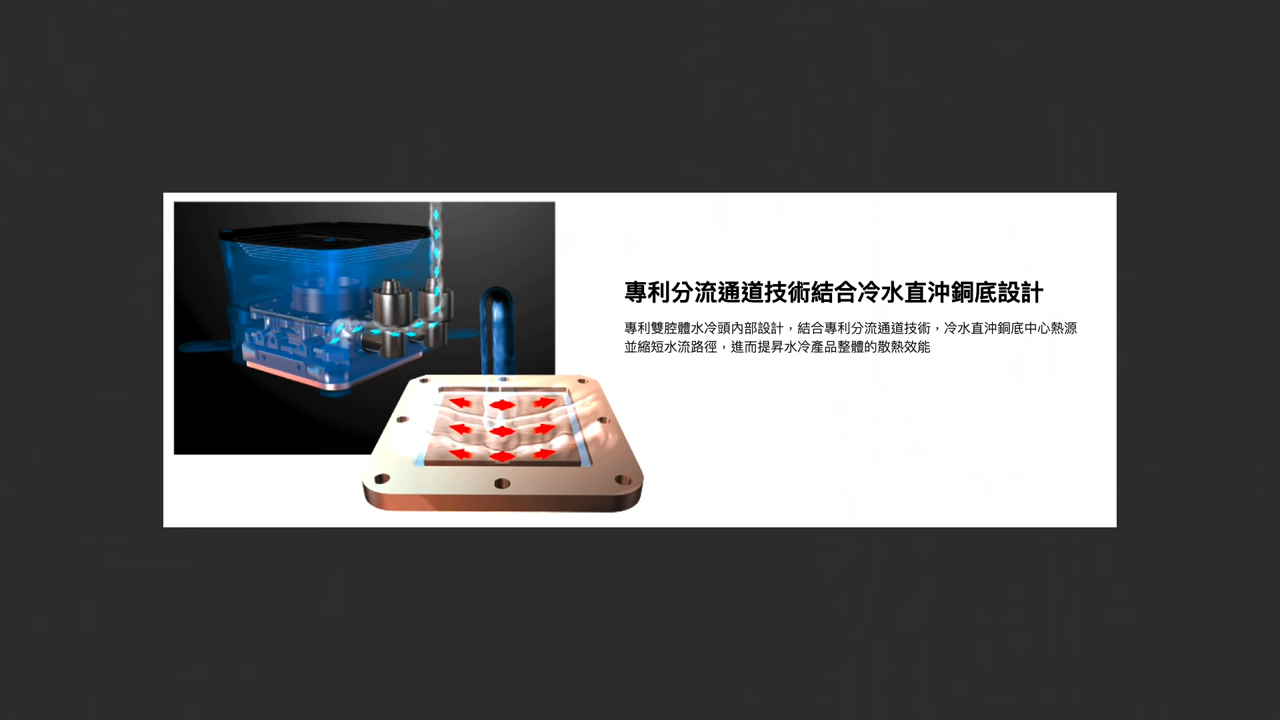 專利分流通道技術結合冷水直沖銅底設計
專利雙腔體水冷頭內部設計，結合專利分流通道技術，冷水直沖銅底中心熱源
並縮短水流路徑，進而提昇水冷產品整體的散熱效能